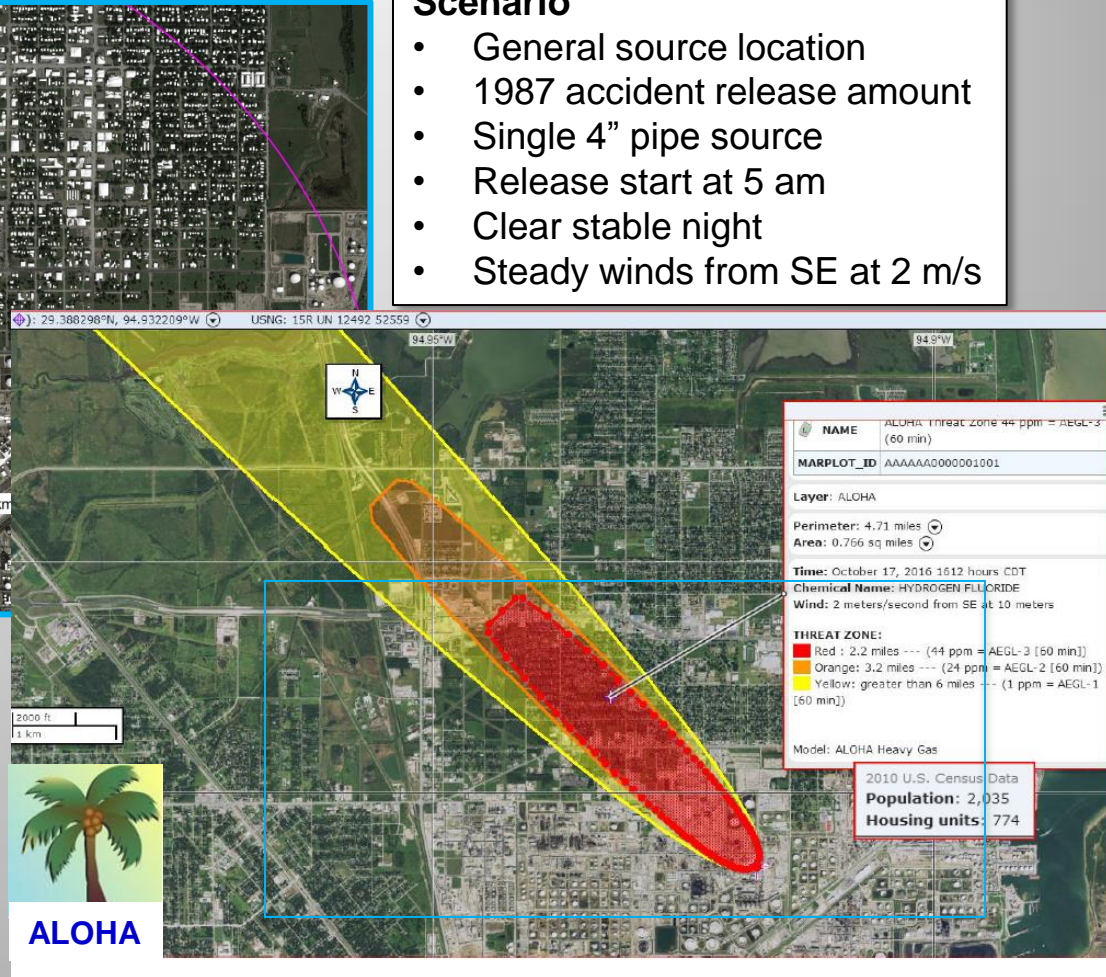 Scenario
• General source location
• 1987 accident release amount
• Single 4” pipe source
• Release start at 5 am
• Clear stable night
• Steady winds from SE at 2 m/s
): 29.388298°N, 94.932209°W
USNG: 15R UN 12492 52559
94.95°W
94.9°W
N
W E
S
NAME
ALOHA Threat Zone 44 ppm = AEGL-3
(60 min)
MARPLOT_ID AAAAAA0000001001
Layer: ALOHA
Perimeter: 4.71 miles
Area: 0.766 sq miles
Time: October 17, 2016 1612 hours CDT
Chemical Name: HYDROGEN FLUORIDE
Wind: 2 meters/second from SE at 10 meters
THREAT ZONE:
Red : 2.2 miles --- (44 ppm = AEGL-3 [60 min])
Orange: 3.2 miles --- (24 ppm = AEGL-2 [60 min])
Yellow: greater than 6 miles --- (1 ppm = AEGL-1
[60 min])
Model: ALOHA Heavy Gas
2010 U.S. Census Data
Population: 2,035
Housing units: 774
2000 ft
1 km
ALOHA